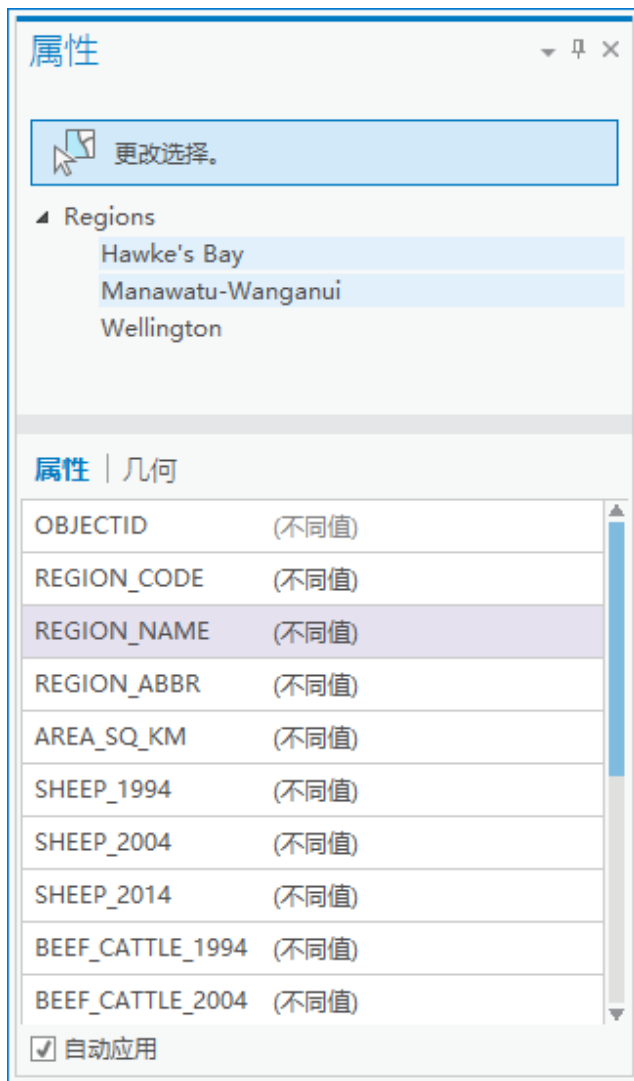 属性
更改选择。
Regions
Hawke's Bay
Manawatu-Wanganui
Wellington
属性 几何
OBJECTID (不同值)
REGION_CODE (不同值)
REGION_NAME (不同值)
REGION_ABBR (不同值)
AREA_SQ_KM (不同值)
SHEEP_1994 (不同值)
SHEEP_2004 (不同值)
SHEEP_2014 (不同值)
BEEF_CATTLE_1994 (不同值)
BEEF_CATTLE_2004 (不同值)
自动应用